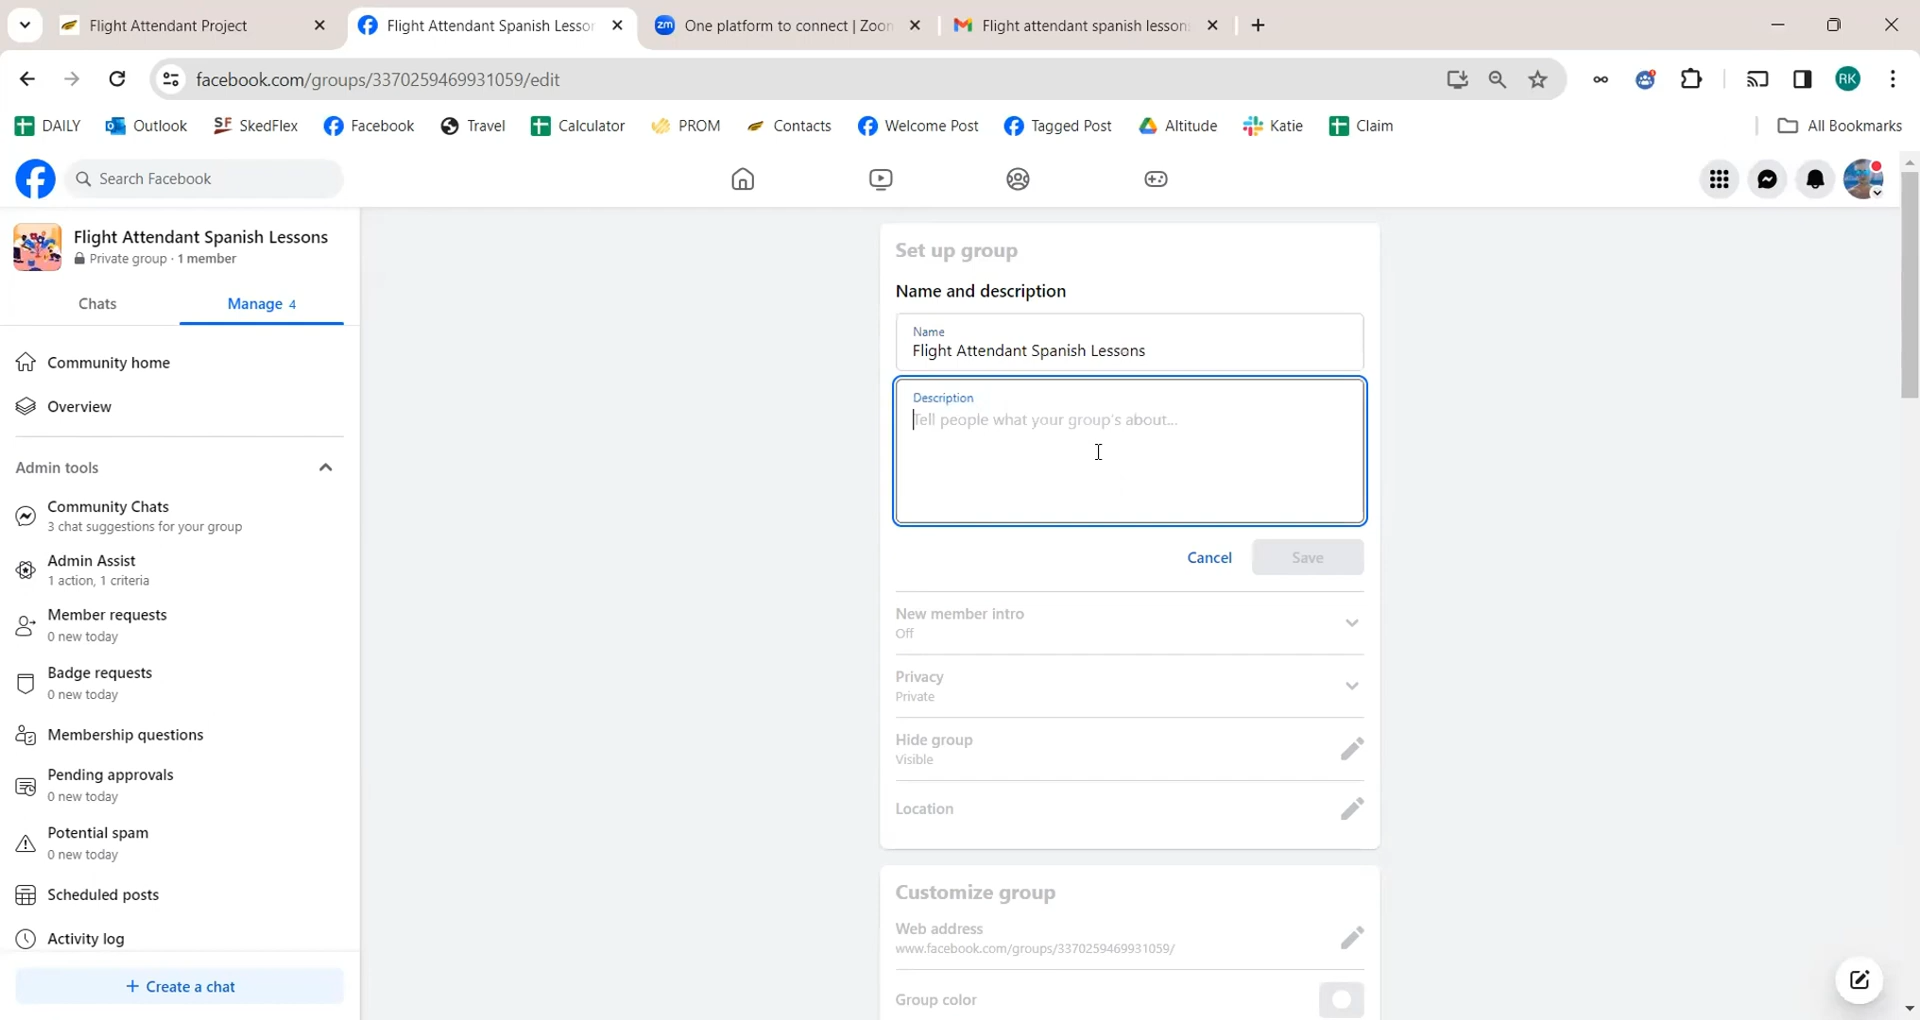 Flight Attendant Project
Flight Attendant Spanish Lesson
zm One platform to connect | Zoom
Flight attendant spanish lessons
facebook.com/groups/3370259469931059/edit
RK
DAILY Outlook SF SkedFlex Facebook Travel Calculator PROM Contacts Welcome Post Tagged Post Altitude Katie Claim All Bookmarks
Search Facebook
Flight Attendant Spanish Lessons
Private group · 1 member
Chats Manage 4
Community home
Overview
Admin tools
Community Chats
3 chat suggestions for your group
Admin Assist
1 action, 1 criteria
Member requests
0 new today
Badge requests
0 new today
Membership questions
Pending approvals
0 new today
Potential spam
0 new today
Scheduled posts
Activity log
+ Create a chat
Set up group
Name and description
Name
Flight Attendant Spanish Lessons
Description
Tell people what your group's about...
Cancel Save
New member intro
Off
Privacy
Private
Hide group
Visible
Location
Customize group
Web address
www.facebook.com/groups/3370259469931059/
Group color